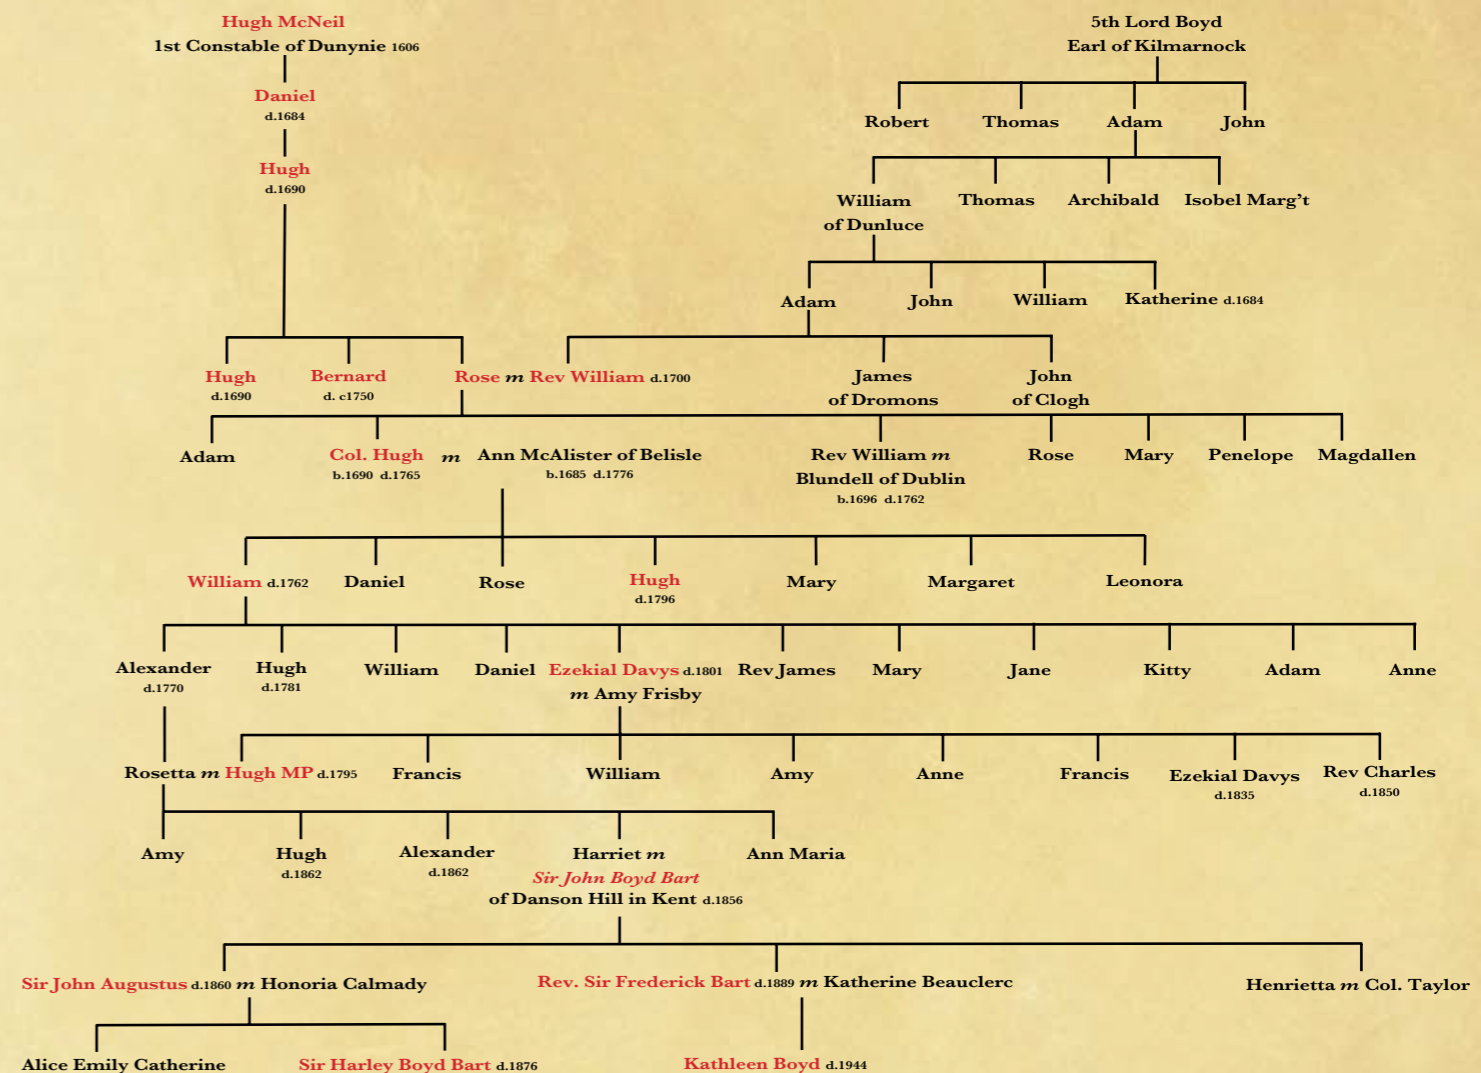 Hugh McNeil
1st Constable of Dunynie 1606
5th Lord Boyd
Earl of Kilmarnock
Daniel
d.1684
Robert Thomas Adam John
Hugh
d.1690
William Thomas Archibald Isobel Marg't
of Dunluce
Adam John William Katherine d.1684
Hugh Bernard Rose m Rev William d.1700 James John
d.1690 d. c1750 of Dromons of Clogh
Adam Col. Hugh m Ann McAlister of Belisle Rev William m Rose Mary Penelope Magdallen
b.1690 d.1765 b.1685 d.1776 Blundell of Dublin
b.1696 d.1762
William d.1762 Daniel Rose Hugh Mary Margaret Leonora
d.1796
Alexander Hugh William Daniel Ezekial Davys d.1801 Rev James Mary Jane Kitty Adam Anne
d.1770 d.1781 m Amy Frisby
Rosetta m Hugh MP d.1795 Francis William Amy Anne Francis Ezekial Davys Rev Charles
d.1835 d.1850
Amy Hugh Alexander Harriet m Ann Maria
d.1862 d.1862 Sir John Boyd Bart
of Danson Hill in Kent d.1856
Sir John Augustus d.1860 m Honoria Calmady Rev. Sir Frederick Bart d.1889 m Katherine Beauclerc Henrietta m Col. Taylor
Alice Emily Catherine Sir Harley Boyd Bart d.1876 Kathleen Boyd d.1944